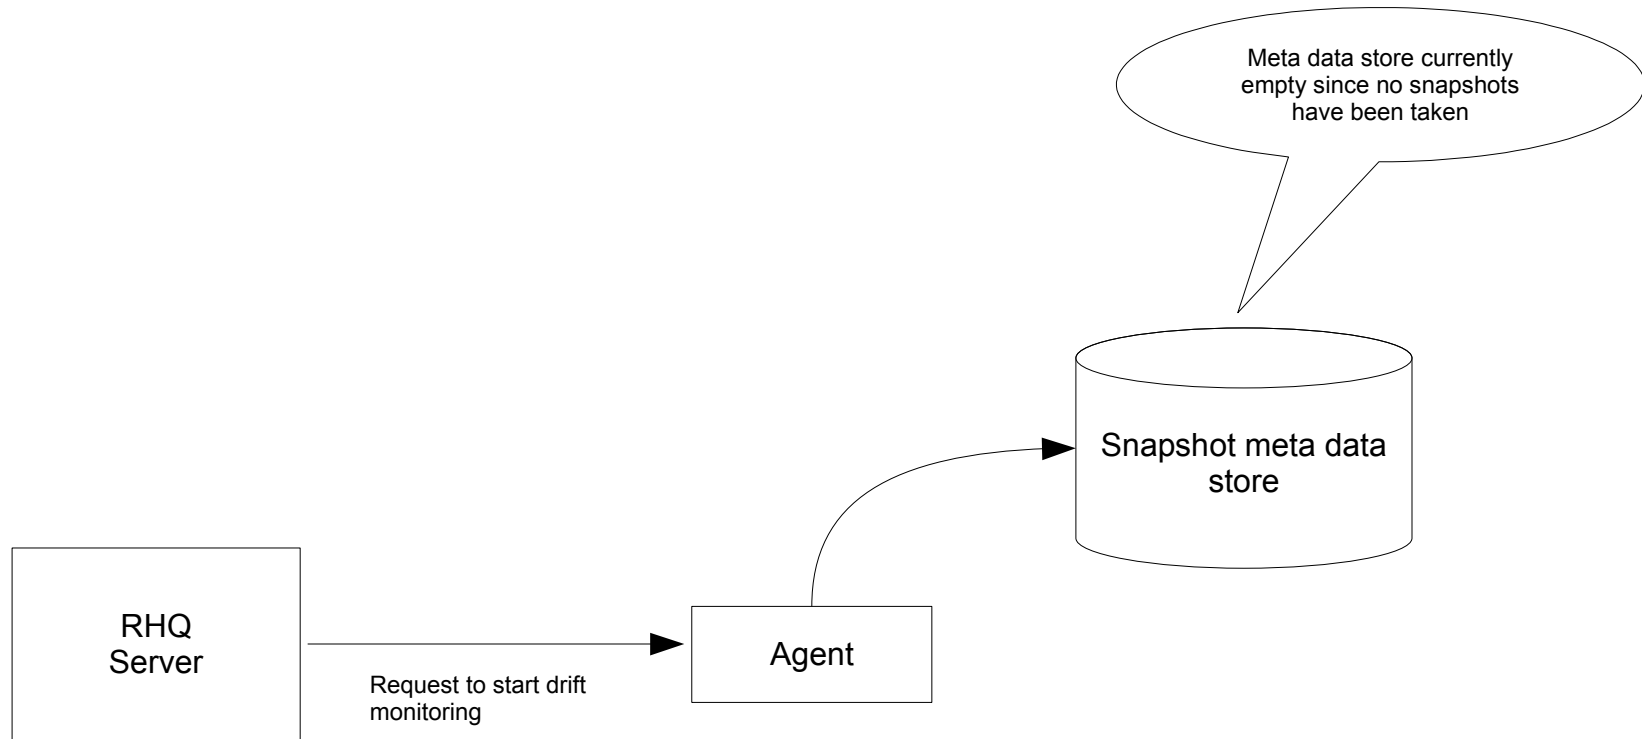 Meta data store currently
empty since no snapshots
have been taken
Snapshot meta data
store
RHQ
Server
Agent
Request to start drift
monitoring